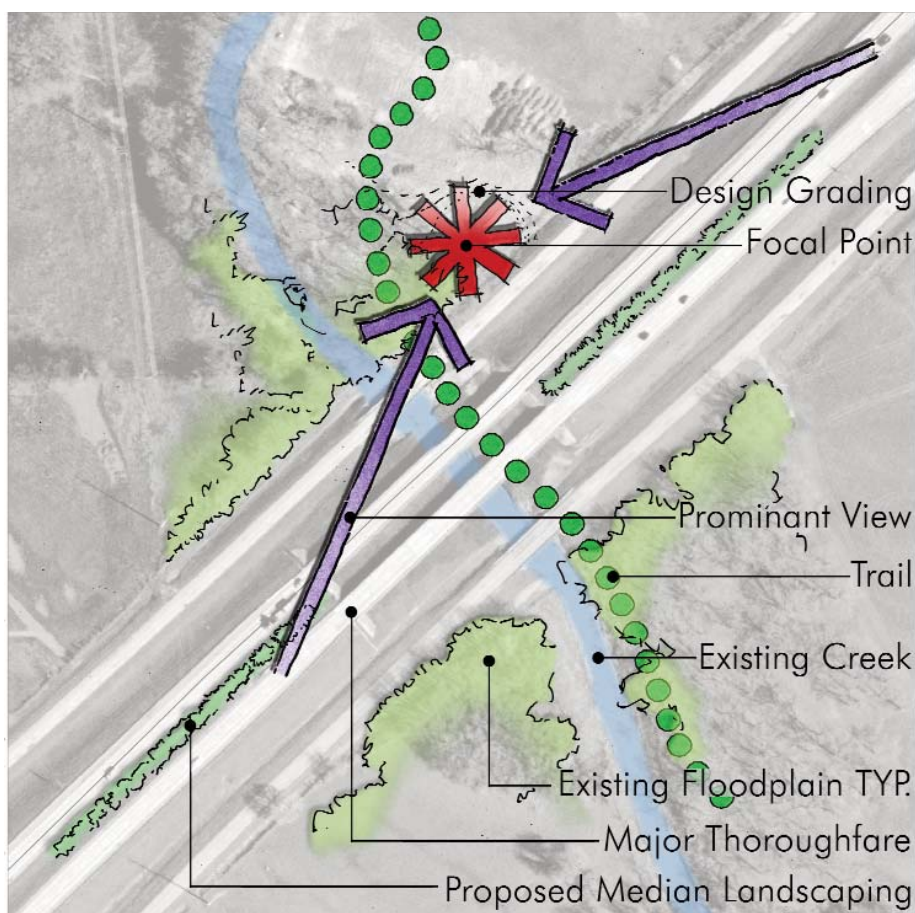 Design Grading
Focal Point
Prominant View
Trail
Existing Creek
Existing Floodplain TYP.
Major Thoroughfare
Proposed Median Landscaping